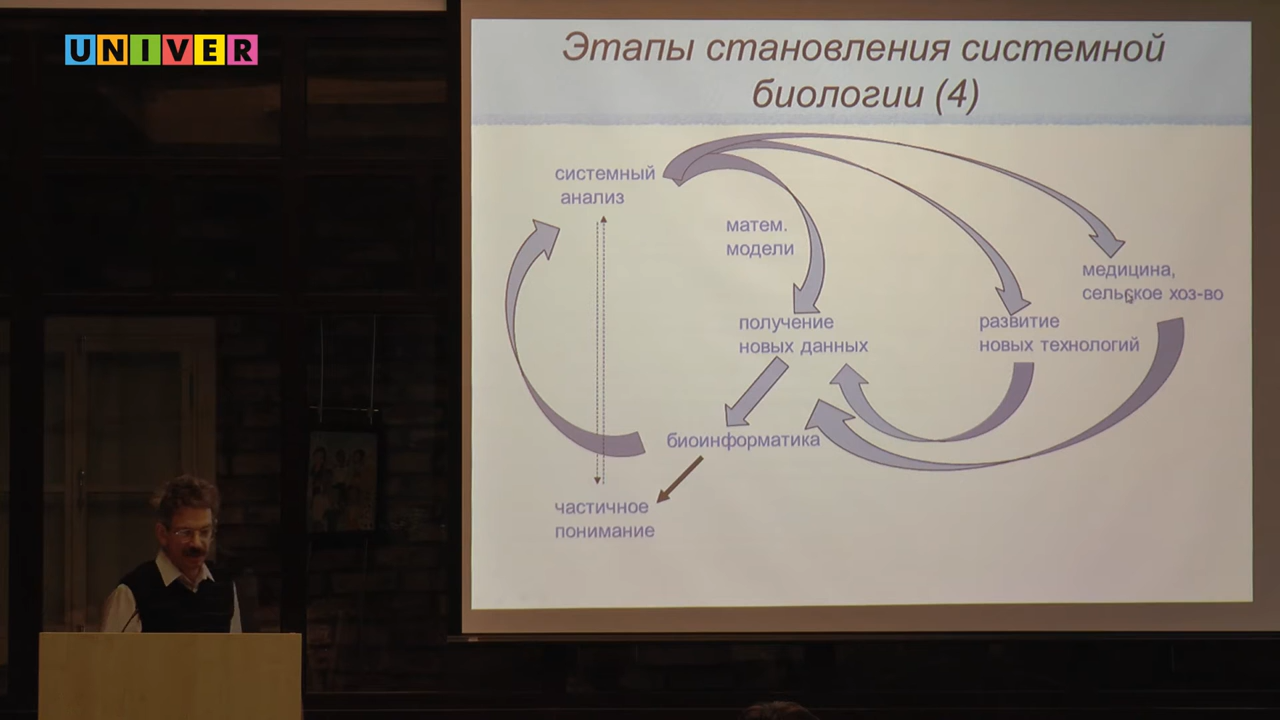 UNIVER
Этапы становления системной
биологии (4)
системный
анализ
матем.
модели
медицина,
сельское хоз-во
получение
новых данных
развитие
новых технологий
биоинформатика
частичное
понимание